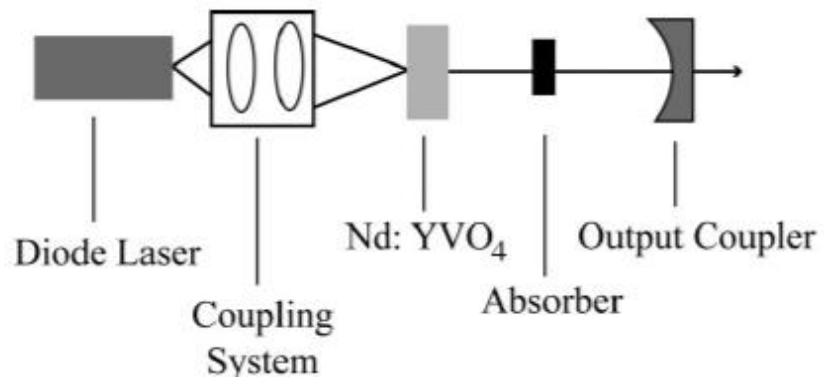 Diode Laser
Coupling
System
Nd: YVO4
Absorber
Output Coupler